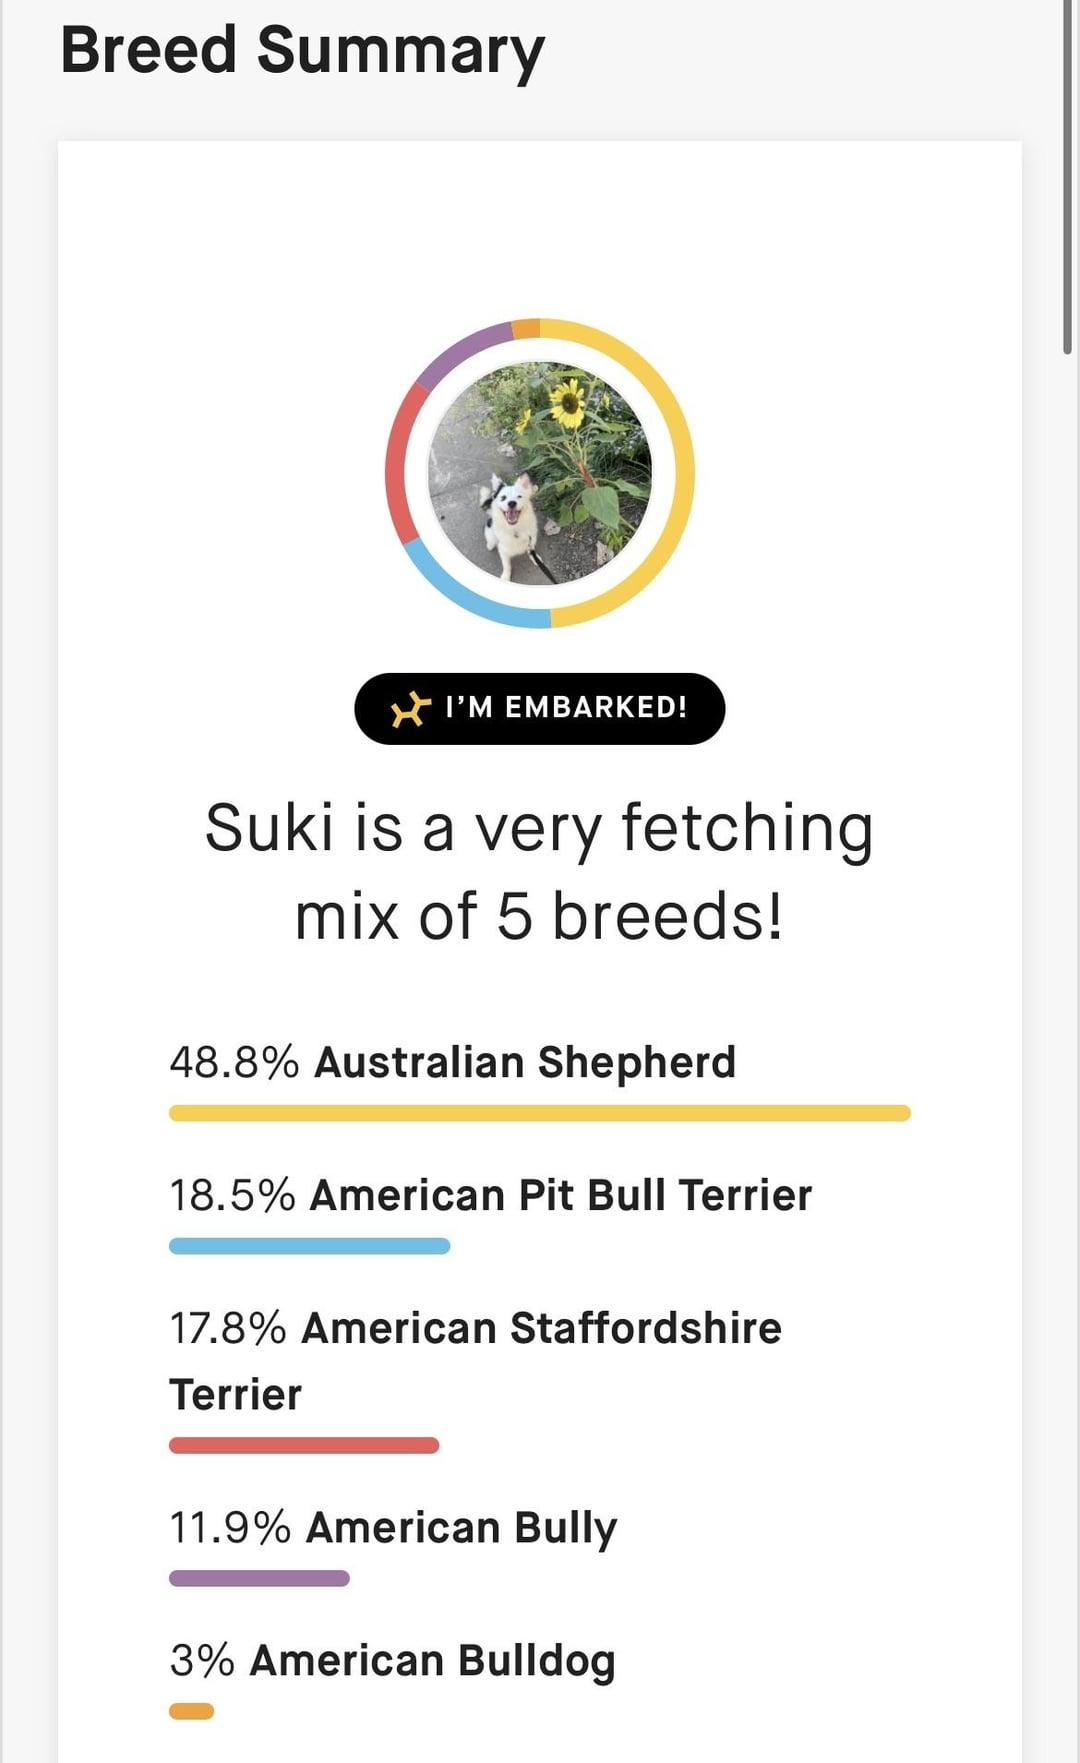 Breed Summary
I’M EMBARKED!
Suki is a very fetching
mix of 5 breeds!
48.8% Australian Shepherd
18.5% American Pit Bull Terrier
17.8% American Staffordshire
Terrier
11.9% American Bully
3% American Bulldog